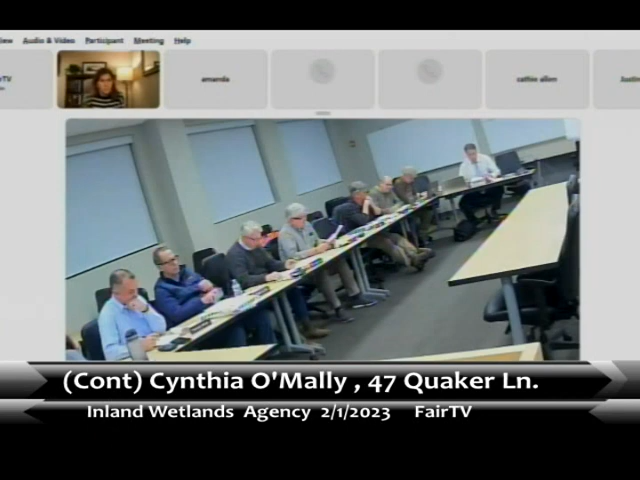 View Audio & Video Participant Meeting Help
amanda
cathie allen
(Cont) Cynthia O'Mally , 47 Quaker Ln.
Inland Wetlands Agency 2/1/2023 FairTV